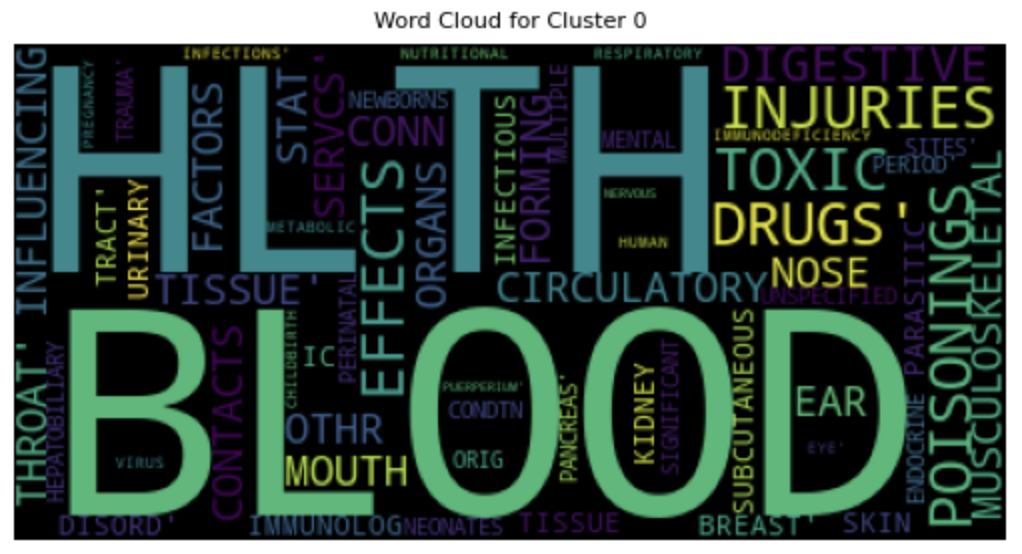 Word Cloud for Cluster 0
INFLUENCING
PREGNANCY
TRAUMA'
INFECTIONS'
NUTRITIONAL
RESPIRATORY
DIGESTIVE
HLTH
FACTORS
STAT
SERVCS'
NEWBORNS
CONN
MULTIPLE
INJURIES
MENTAL
IMMUNODEFICIENCY
SITES'
TOXIC
PERIOD'
TRACT'
URINARY
METABOLIC
EFFECTS
ORGANS
INFECTIOUS
FORMING
NERVOUS
HUMAN
DRUGS'
NOSE
TISSUE'
CIRCULATORY
UNSPECIFIED
PARASITIC
POISONINGS
MUSCULOSKELETAL
THROAT'
HEPATOBILIARY
BLOOD
VIRUS
CONTACTS
CHILDBIRTH
IC
PERINATAL
OTHR
MOUTH
PUERPERIUM'
CONDTN
ORIG
PANCREAS'
KIDNEY
SIGNIFICANT
SUBCUTANEOUS
EAR
EYE'
ENDOCRINE
DISORD'
IMMUNOLOG
NEONATES
TISSUE
BREAST'
SKIN